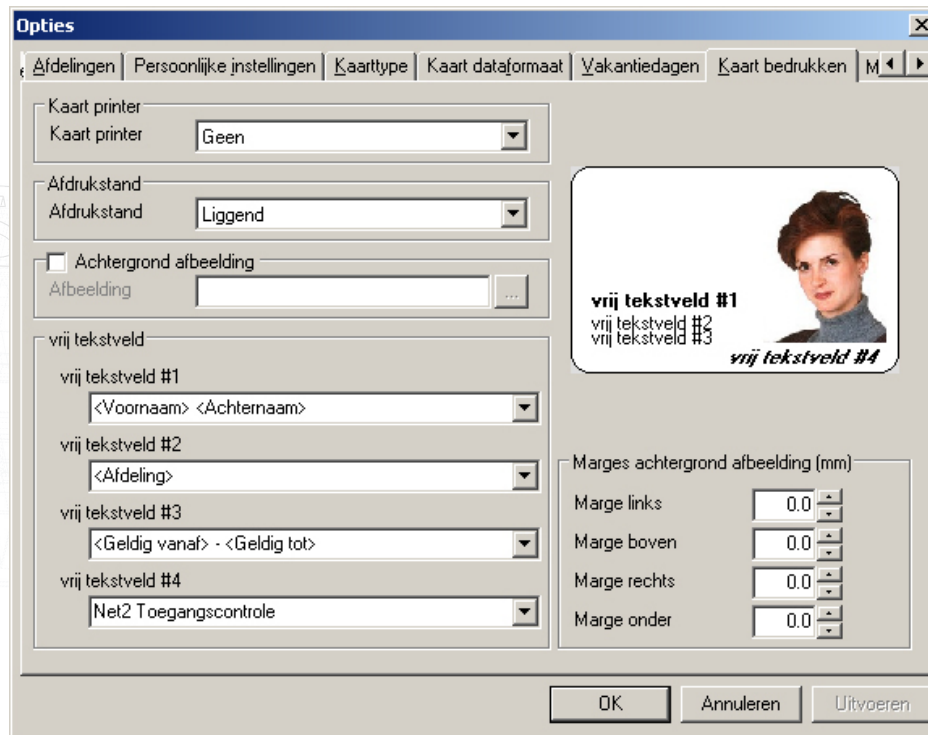 Opties
Afdelingen Persoonlijke instellingen Kaarttype Kaart dataformaat Vakantiedagen Kaart bedrukken M
Kaart printer
Kaart printer Geen
Afdrukstand
Afdrukstand Liggend
Achtergrond afbeelding
Afbeelding ...
vrij tekstveld
vrij tekstveld #1
<Voornaam> <Achternaam>
vrij tekstveld #2
<Afdeling>
vrij tekstveld #3
<Geldig vanaf> - <Geldig tot>
vrij tekstveld #4
Net2 Toegangscontrole
vrij tekstveld #1
vrij tekstveld #2
vrij tekstveld #3
vrij tekstveld #4
Marges achtergrond afbeelding (mm)
Marge links 0.0
Marge boven 0.0
Marge rechts 0.0
Marge onder 0.0
OK Annuleren Uitvoeren